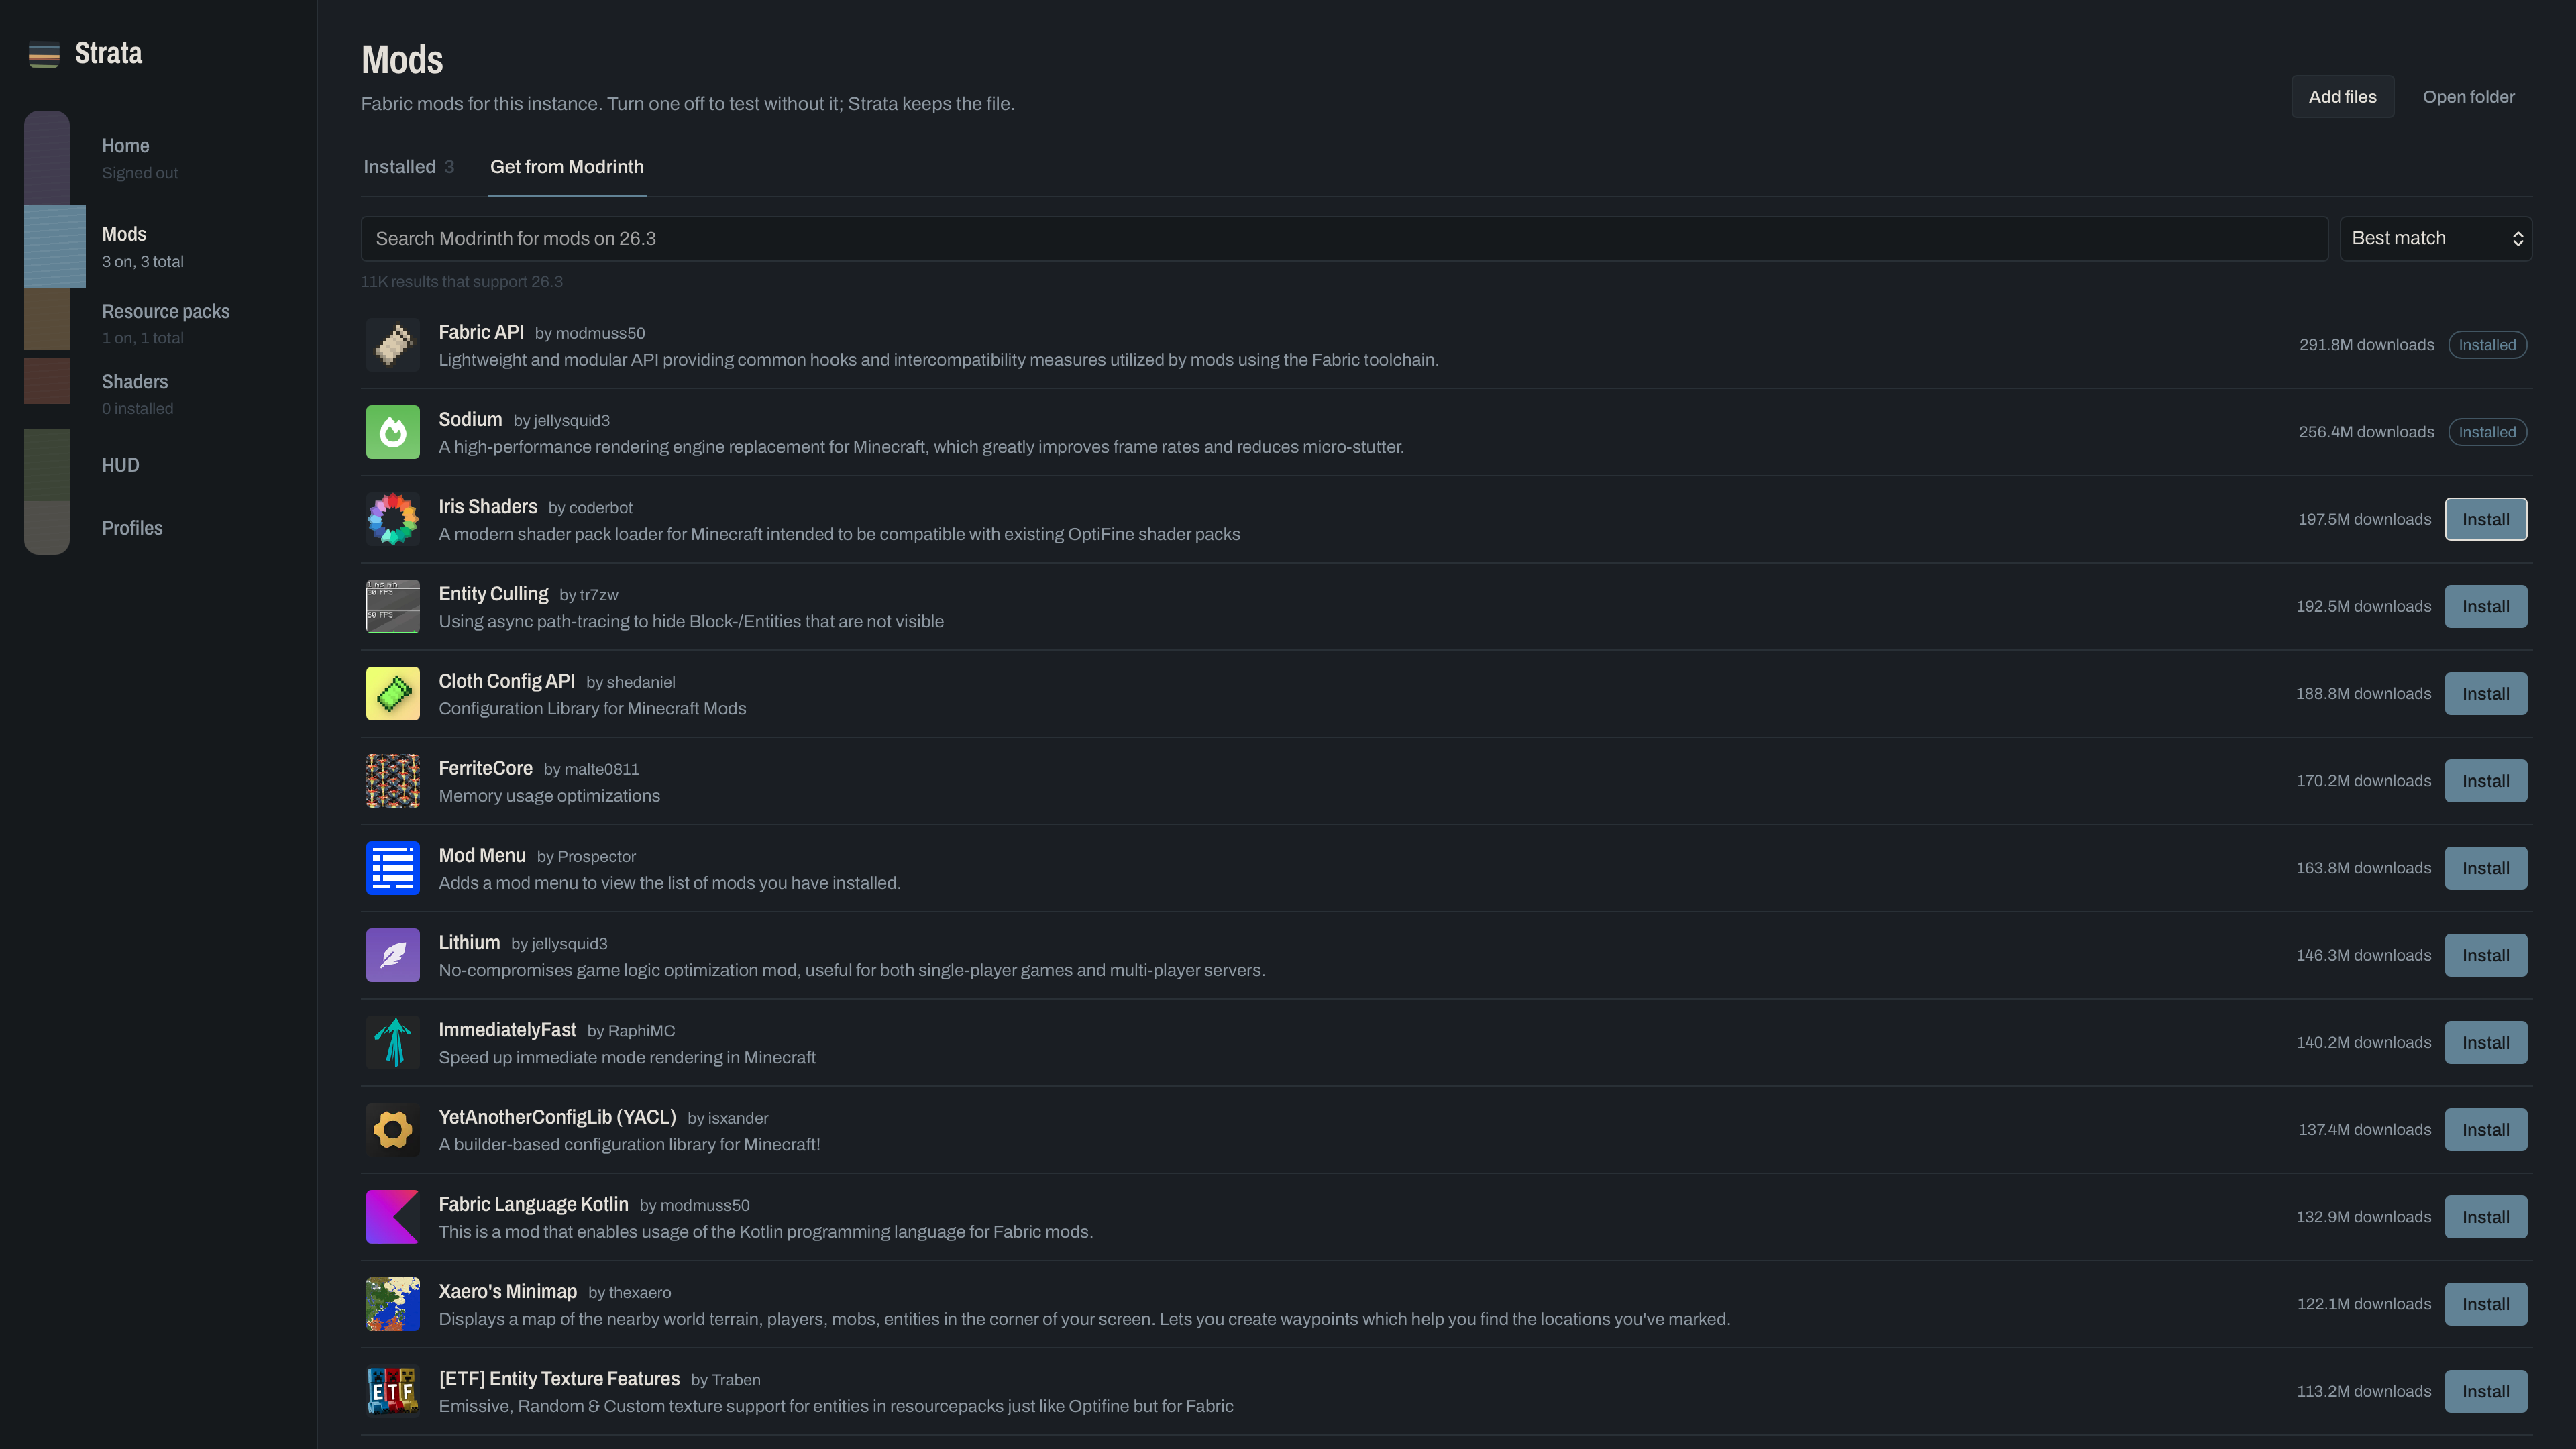 Strata
Home
Signed out
Mods
3 on, 3 total
Resource packs
1 on, 1 total
Shaders
0 installed
HUD
Profiles
Mods
Fabric mods for this instance. Turn one off to test without it; Strata keeps the file.
Add files
Open folder
Installed 3
Get from Modrinth
Search Modrinth for mods on 26.3
Best match
11K results that support 26.3
Fabric API by modmuss50
Lightweight and modular API providing common hooks and intercompatibility measures utilized by mods using the Fabric toolchain.
291.8M downloads
Installed
Sodium by jellysquid3
A high-performance rendering engine replacement for Minecraft, which greatly improves frame rates and reduces micro-stutter.
256.4M downloads
Installed
Iris Shaders by coderbot
A modern shader pack loader for Minecraft intended to be compatible with existing OptiFine shader packs
197.5M downloads
Install
60 FPS
Entity Culling by tr7zw
Using async path-tracing to hide Block-/Entities that are not visible
192.5M downloads
Install
Cloth Config API by shedaniel
Configuration Library for Minecraft Mods
188.8M downloads
Install
FerriteCore by malte0811
Memory usage optimizations
170.2M downloads
Install
Mod Menu by Prospector
Adds a mod menu to view the list of mods you have installed.
163.8M downloads
Install
Lithium by jellysquid3
No-compromises game logic optimization mod, useful for both single-player games and multi-player servers.
146.3M downloads
Install
ImmediatelyFast by RaphiMC
Speed up immediate mode rendering in Minecraft
140.2M downloads
Install
YetAnotherConfigLib (YACL) by isxander
A builder-based configuration library for Minecraft!
137.4M downloads
Install
Fabric Language Kotlin by modmuss50
This is a mod that enables usage of the Kotlin programming language for Fabric mods.
132.9M downloads
Install
Xaero's Minimap by thexaero
Displays a map of the nearby world terrain, players, mobs, entities in the corner of your screen. Lets you create waypoints which help you find the locations you've marked.
122.1M downloads
Install
ETF
[ETF] Entity Texture Features by Traben
Emissive, Random & Custom texture support for entities in resourcepacks just like Optifine but for Fabric
113.2M downloads
Install